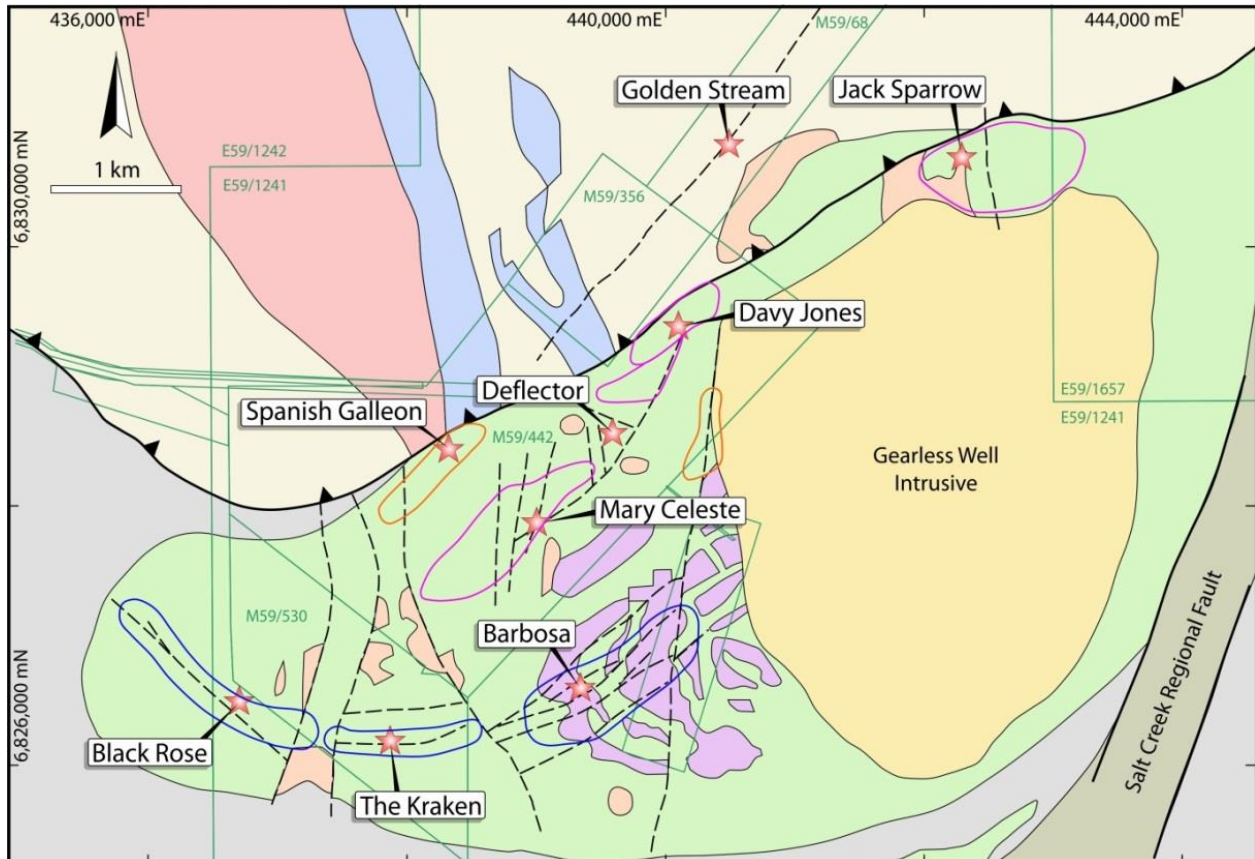 436,000 mE
440,000 mE
444,000 mE
M59/68
Golden Stream
Jack Sparrow
E59/1242
E59/1241
1 km
M59/356
6,830,000 mN
Davy Jones
Deflector
Spanish Galleon
M59/442
E59/1657
E59/1241
Gearless Well
Intrusive
Mary Celeste
M59/530
Barbosa
Salt Creek Regional Fault
6,826,000 mN
Black Rose
The Kraken